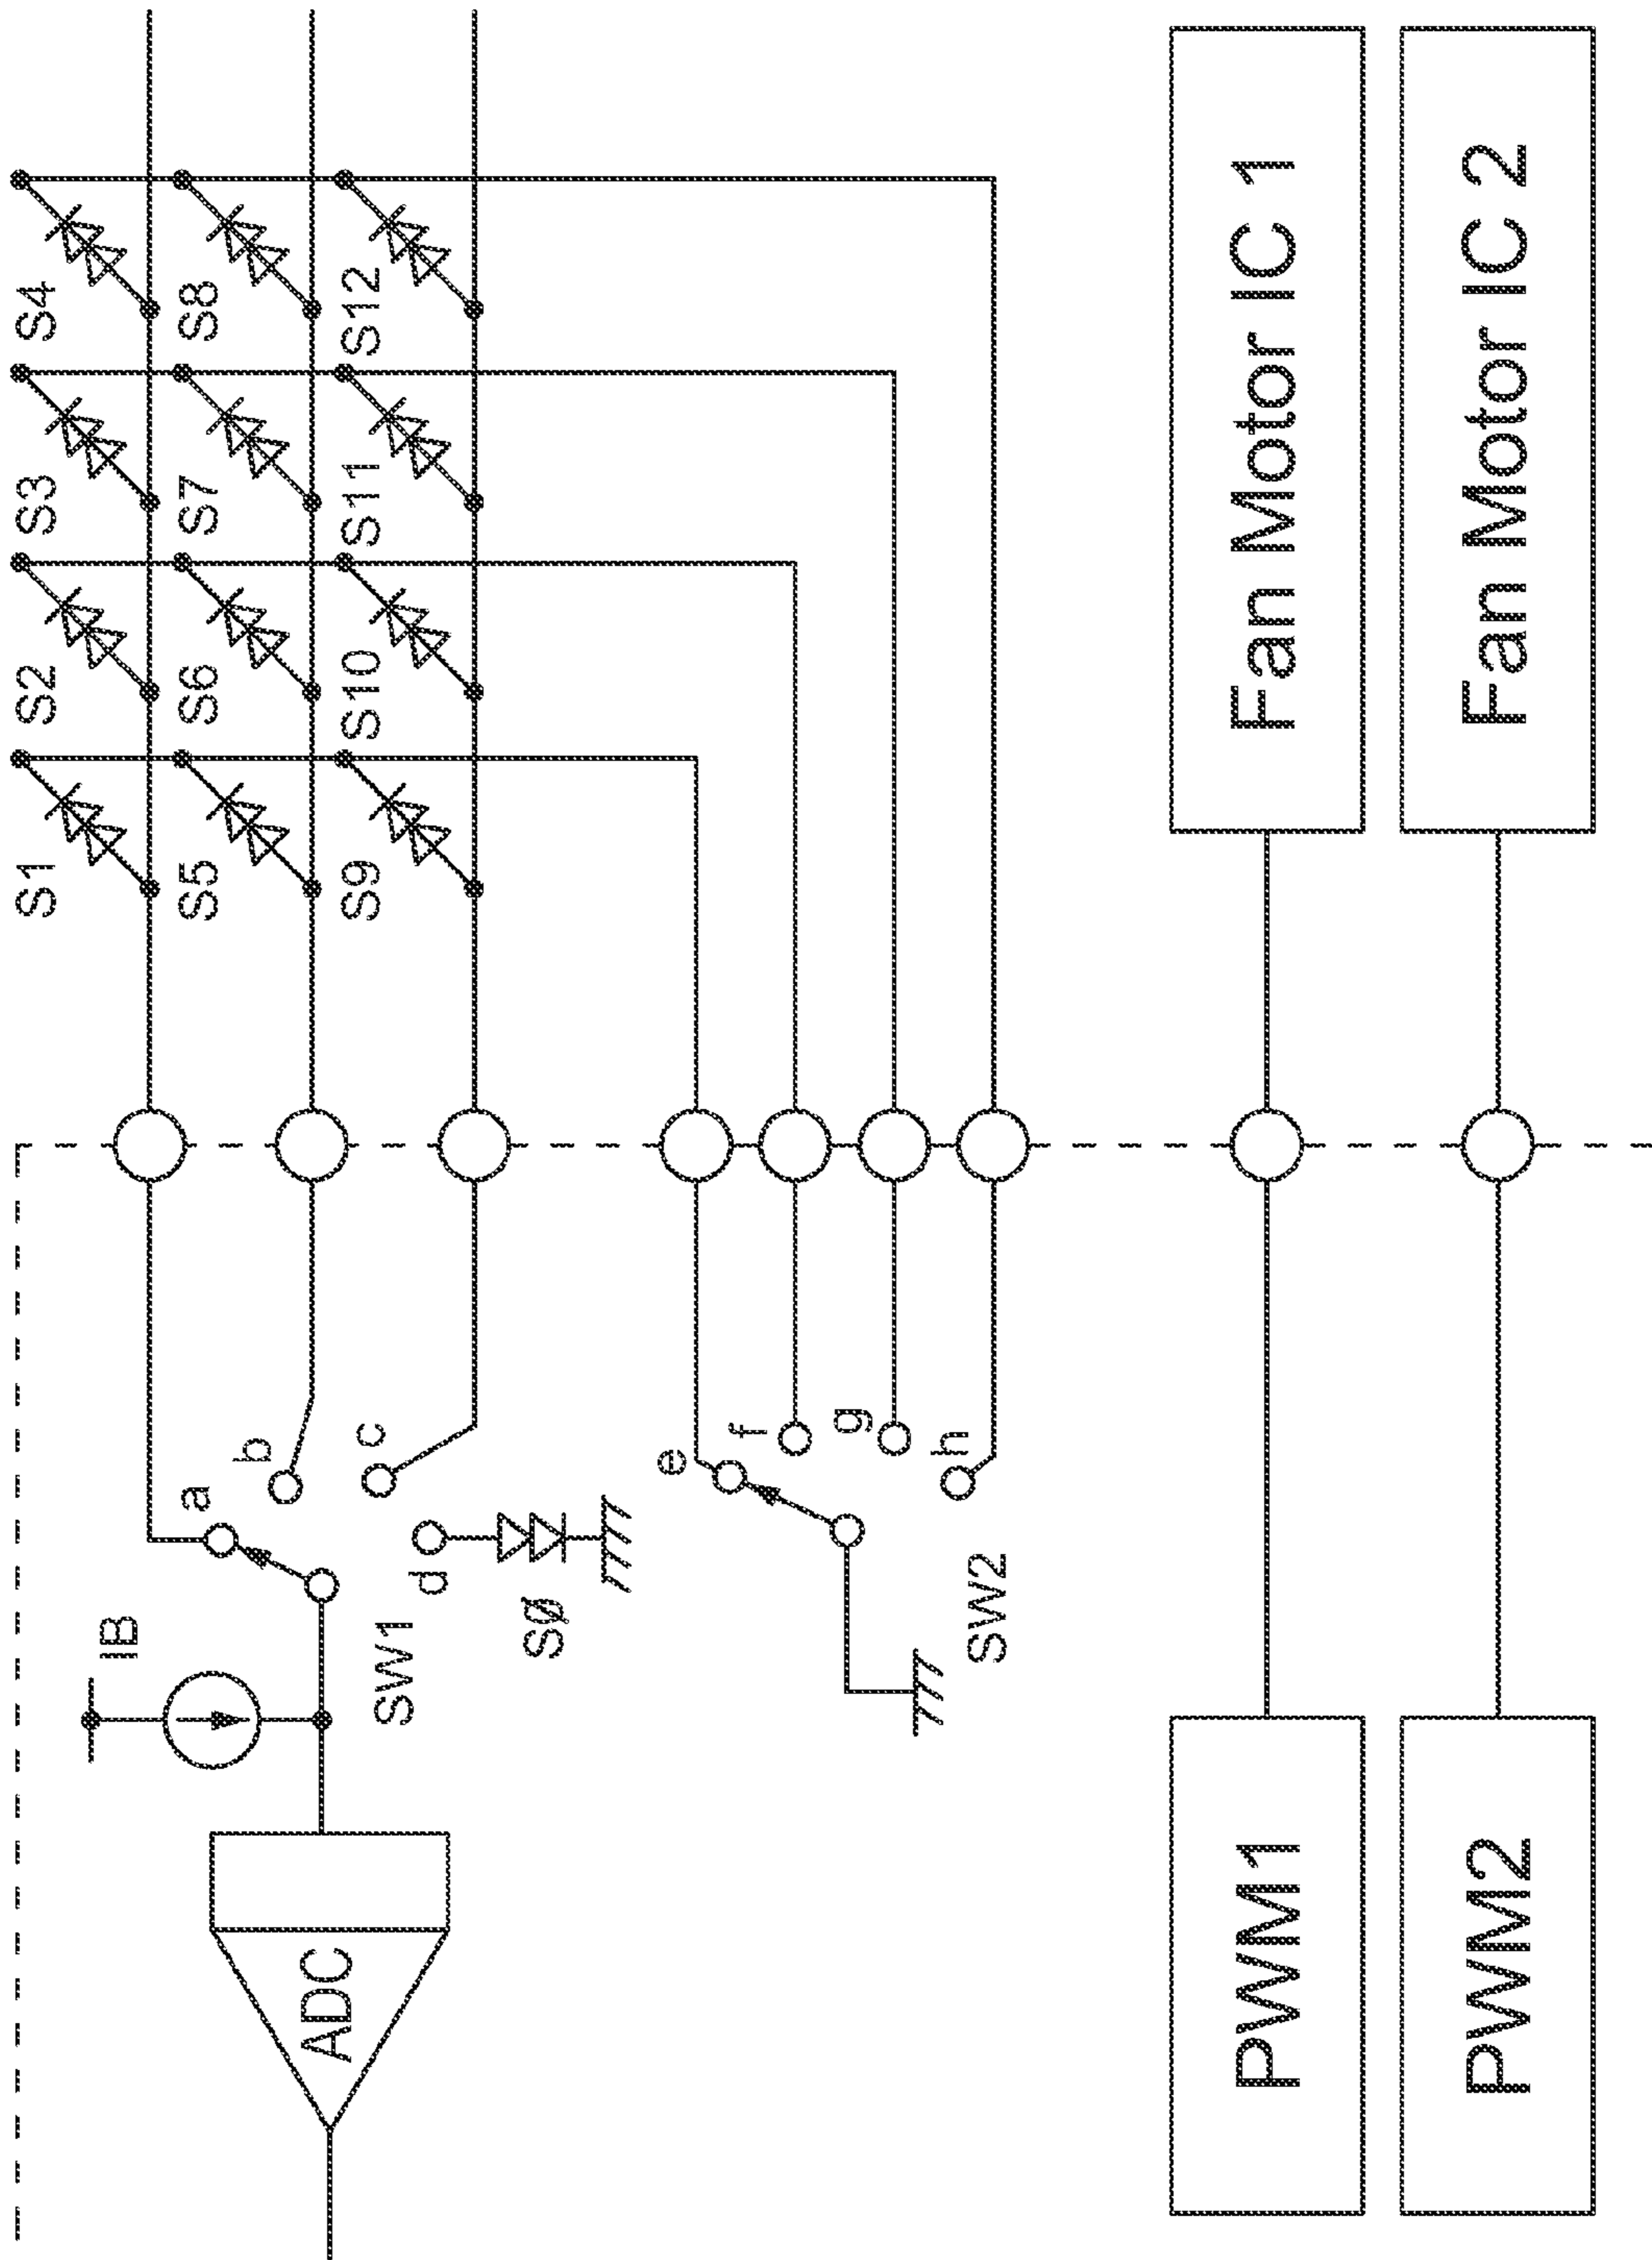 S1
S2
S3
S4
S5
S6
S7
S8
S9
S10
S11
S12
IB
a
b
c
d
SW1
SØ
ADC
e
f
g
h
SW2
PWM1
Fan Motor IC 1
PWM2
Fan Motor IC 2